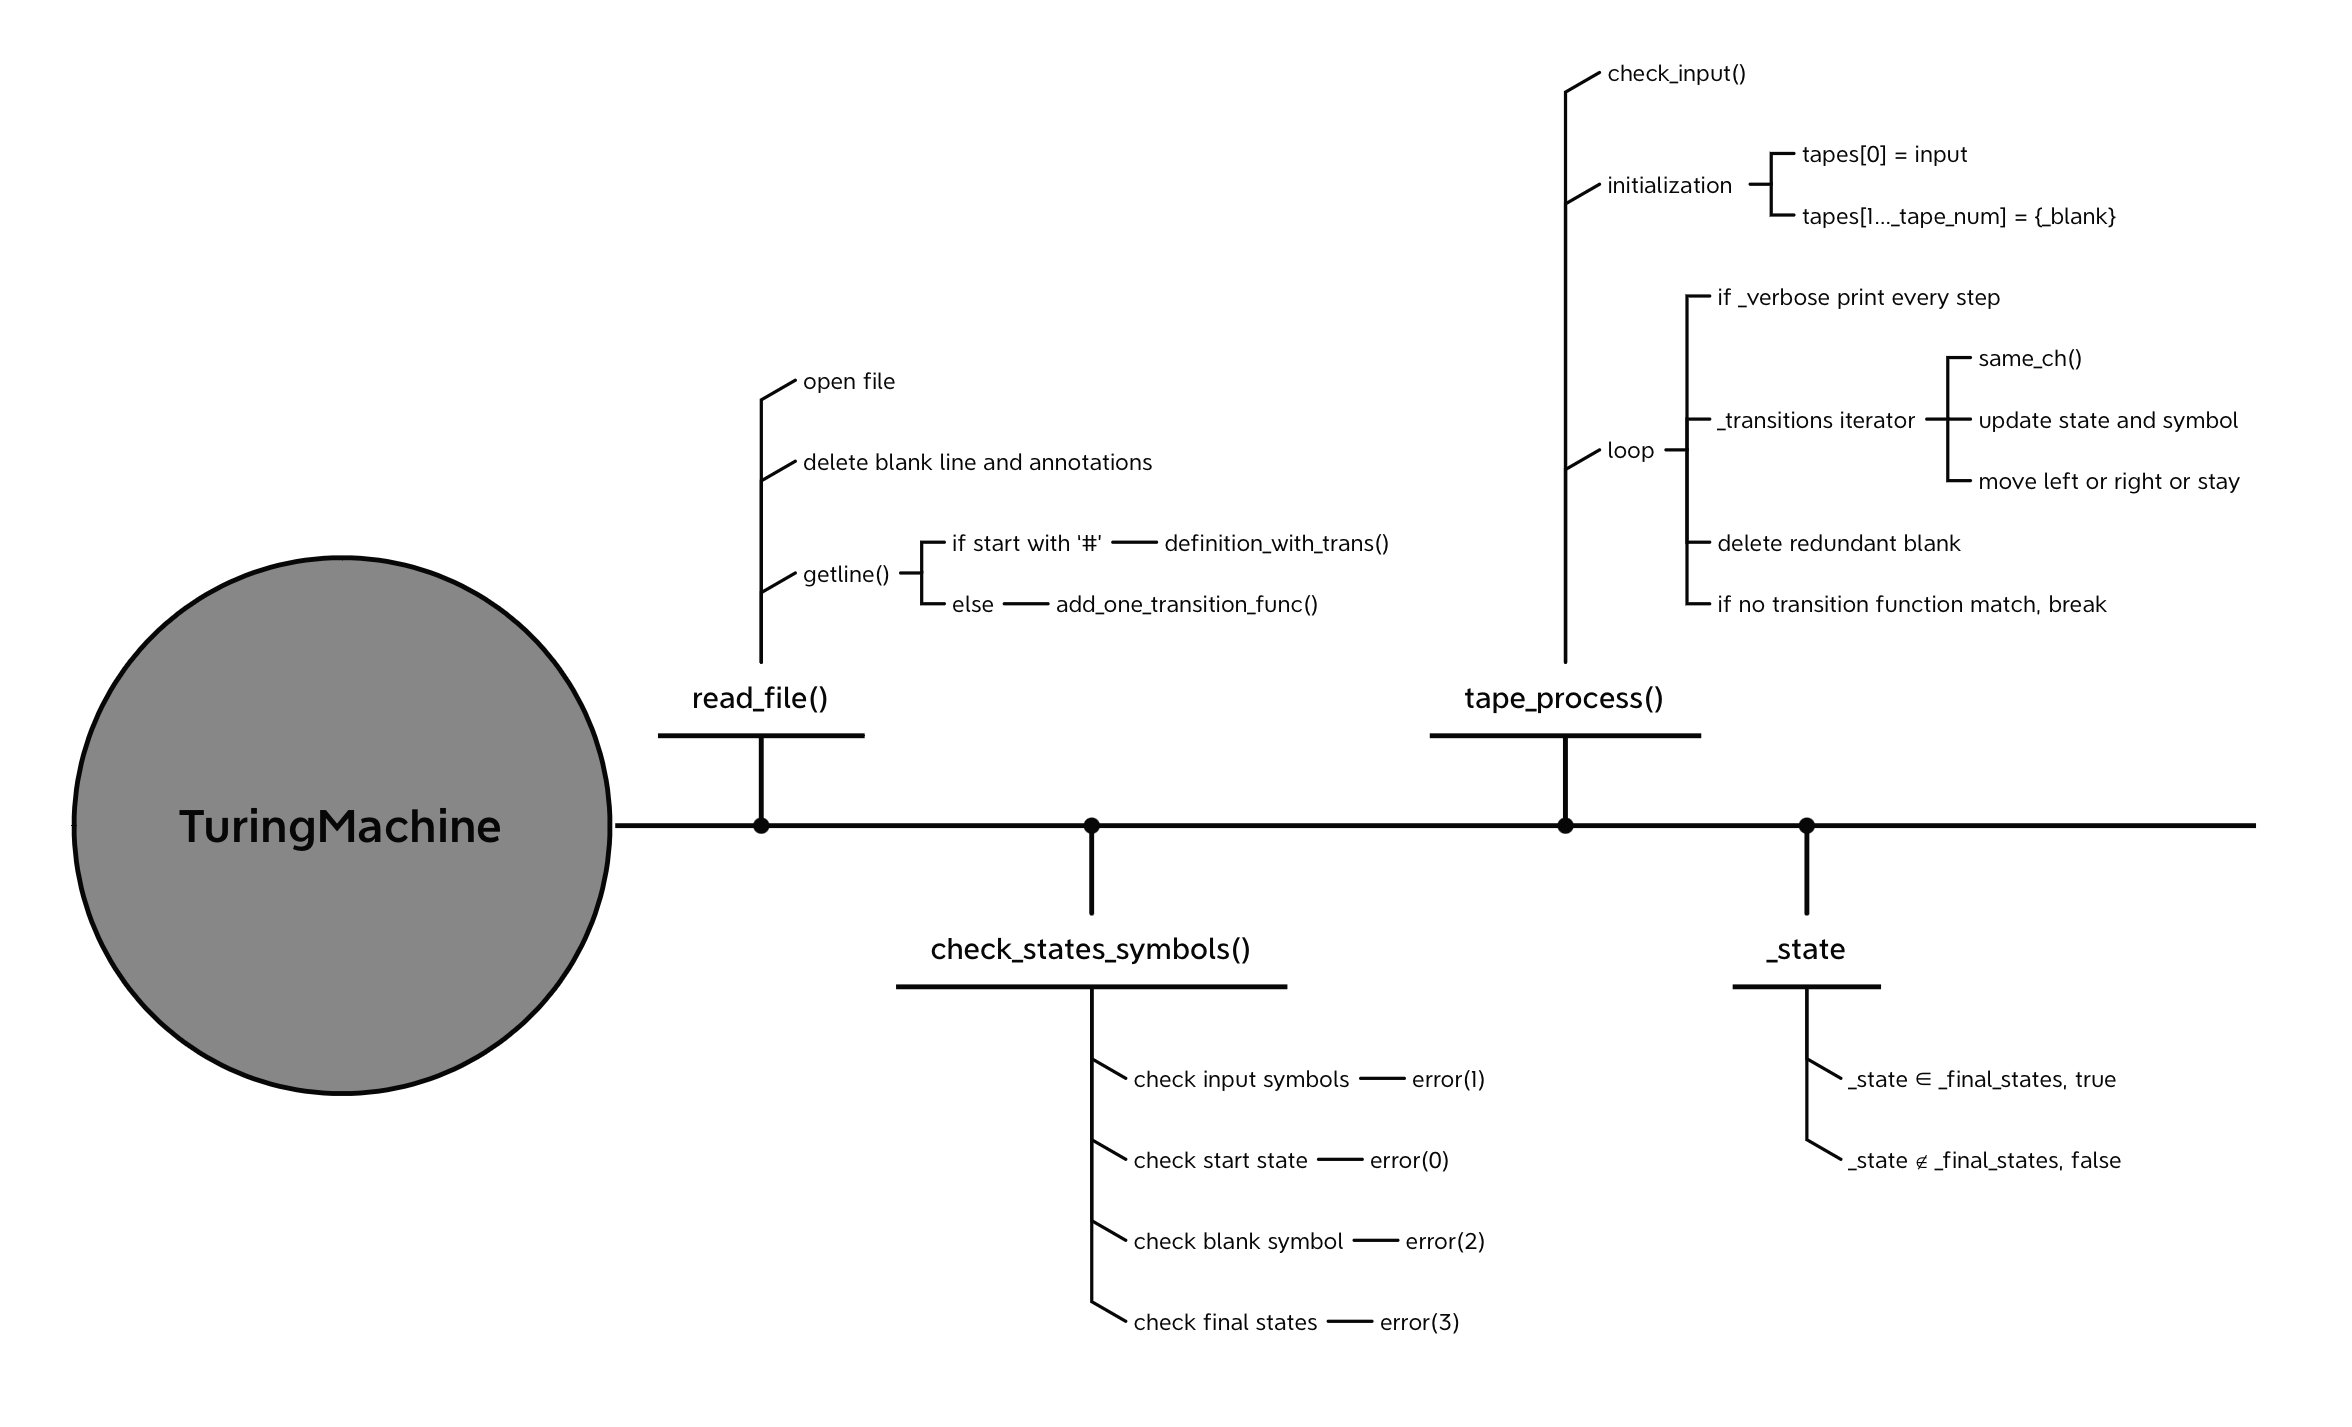 TuringMachine
read_file()
open file
delete blank line and annotations
getline()
if start with '#'
definition_with_trans()
else
add_one_transition_func()
check_states_symbols()
check input symbols
error(1)
check start state
error(0)
check blank symbol
error(2)
check final states
error(3)
tape_process()
check_input()
initialization
tapes[0] = input
tapes[1..._tape_num] = {_blank}
loop
if _verbose print every step
_transitions iterator
same_ch()
update state and symbol
move left or right or stay
delete redundant blank
if no transition function match, break
_state
_state ∈ _final_states, true
_state ∉ _final_states, false